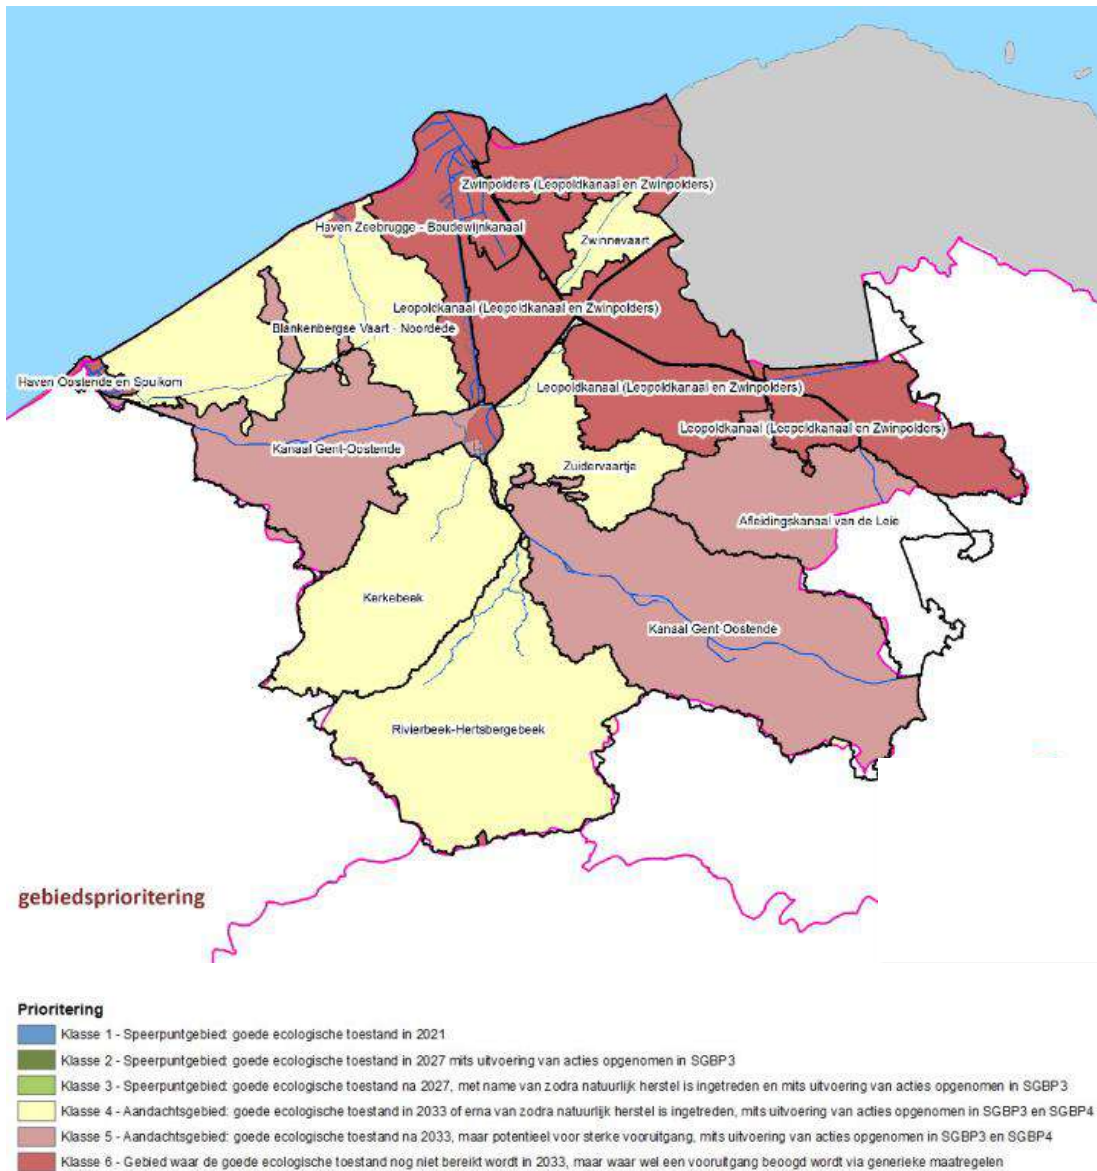 Zwinpolders (Leopoldkanaal en Zwinpolders)
Haven Zeebrugge - Boudewijnkanaal
Zwinnevaart
Leopoldkanaal (Leopoldkanaal en Zwinpolders)
Blankenbergse Vaart - Noordede
Haven Oostende en Spuikom
Leopoldkanaal (Leopoldkanaal en Zwinpolders)
Leopoldkanaal (Leopoldkanaal en Zwinpolders)
Kanaal Gent-Oostende
Zuidervaartje
Afleidingskanaal van de Leie
Kerkebeek
Kanaal Gent-Oostende
Rivierbeek-Hertsbergebeek
gebiedsprioritering
Prioritering
Klasse 1 - Speerpuntgebied: goede ecologische toestand in 2021
Klasse 2 - Speerpuntgebied: goede ecologische toestand in 2027 mits uitvoering van acties opgenomen in SGBP3
Klasse 3 - Speerpuntgebied: goede ecologische toestand na 2027, met name van zodra natuurlijk herstel is ingetreden en mits uitvoering van acties opgenomen in SGBP3
Klasse 4 - Aandachtsgebied: goede ecologische toestand in 2033 of erna van zodra natuurlijk herstel is ingetreden, mits uitvoering van acties opgenomen in SGBP3 en SGBP4
Klasse 5 - Aandachtsgebied: goede ecologische toestand na 2033, maar potentieel voor sterke vooruitgang, mits uitvoering van acties opgenomen in SGBP3 en SGBP4
Klasse 6 - Gebied waar de goede ecologische toestand nog niet bereikt wordt in 2033, maar waar wel een vooruitgang beoogd wordt via generieke maatregelen